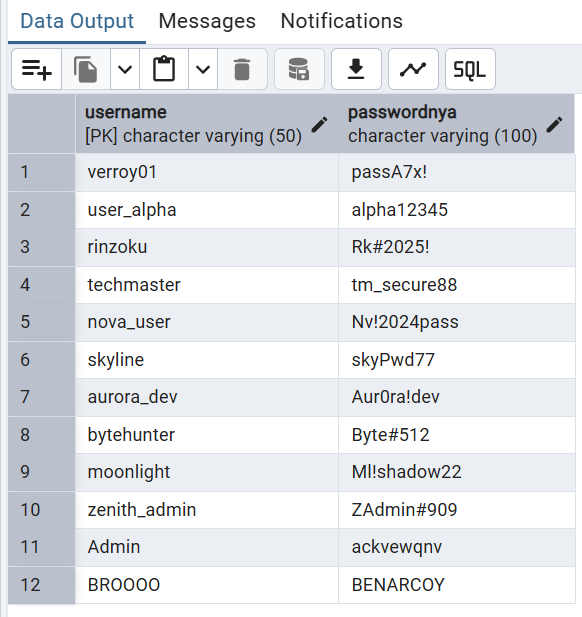 Data Output Messages Notifications
SQL
username passwordnya
[PK] character varying (50) character varying (100)
1 verroy01 passA7x!
2 user_alpha alpha12345
3 rinzoku Rk#2025!
4 techmaster tm_secure88
5 nova_user Nv!2024pass
6 skyline skyPwd77
7 aurora_dev Aur0ra!dev
8 bytehunter Byte#512
9 moonlight Ml!shadow22
10 zenith_admin ZAdmin#909
11 Admin ackvewqnv
12 BROOOO BENARCOY